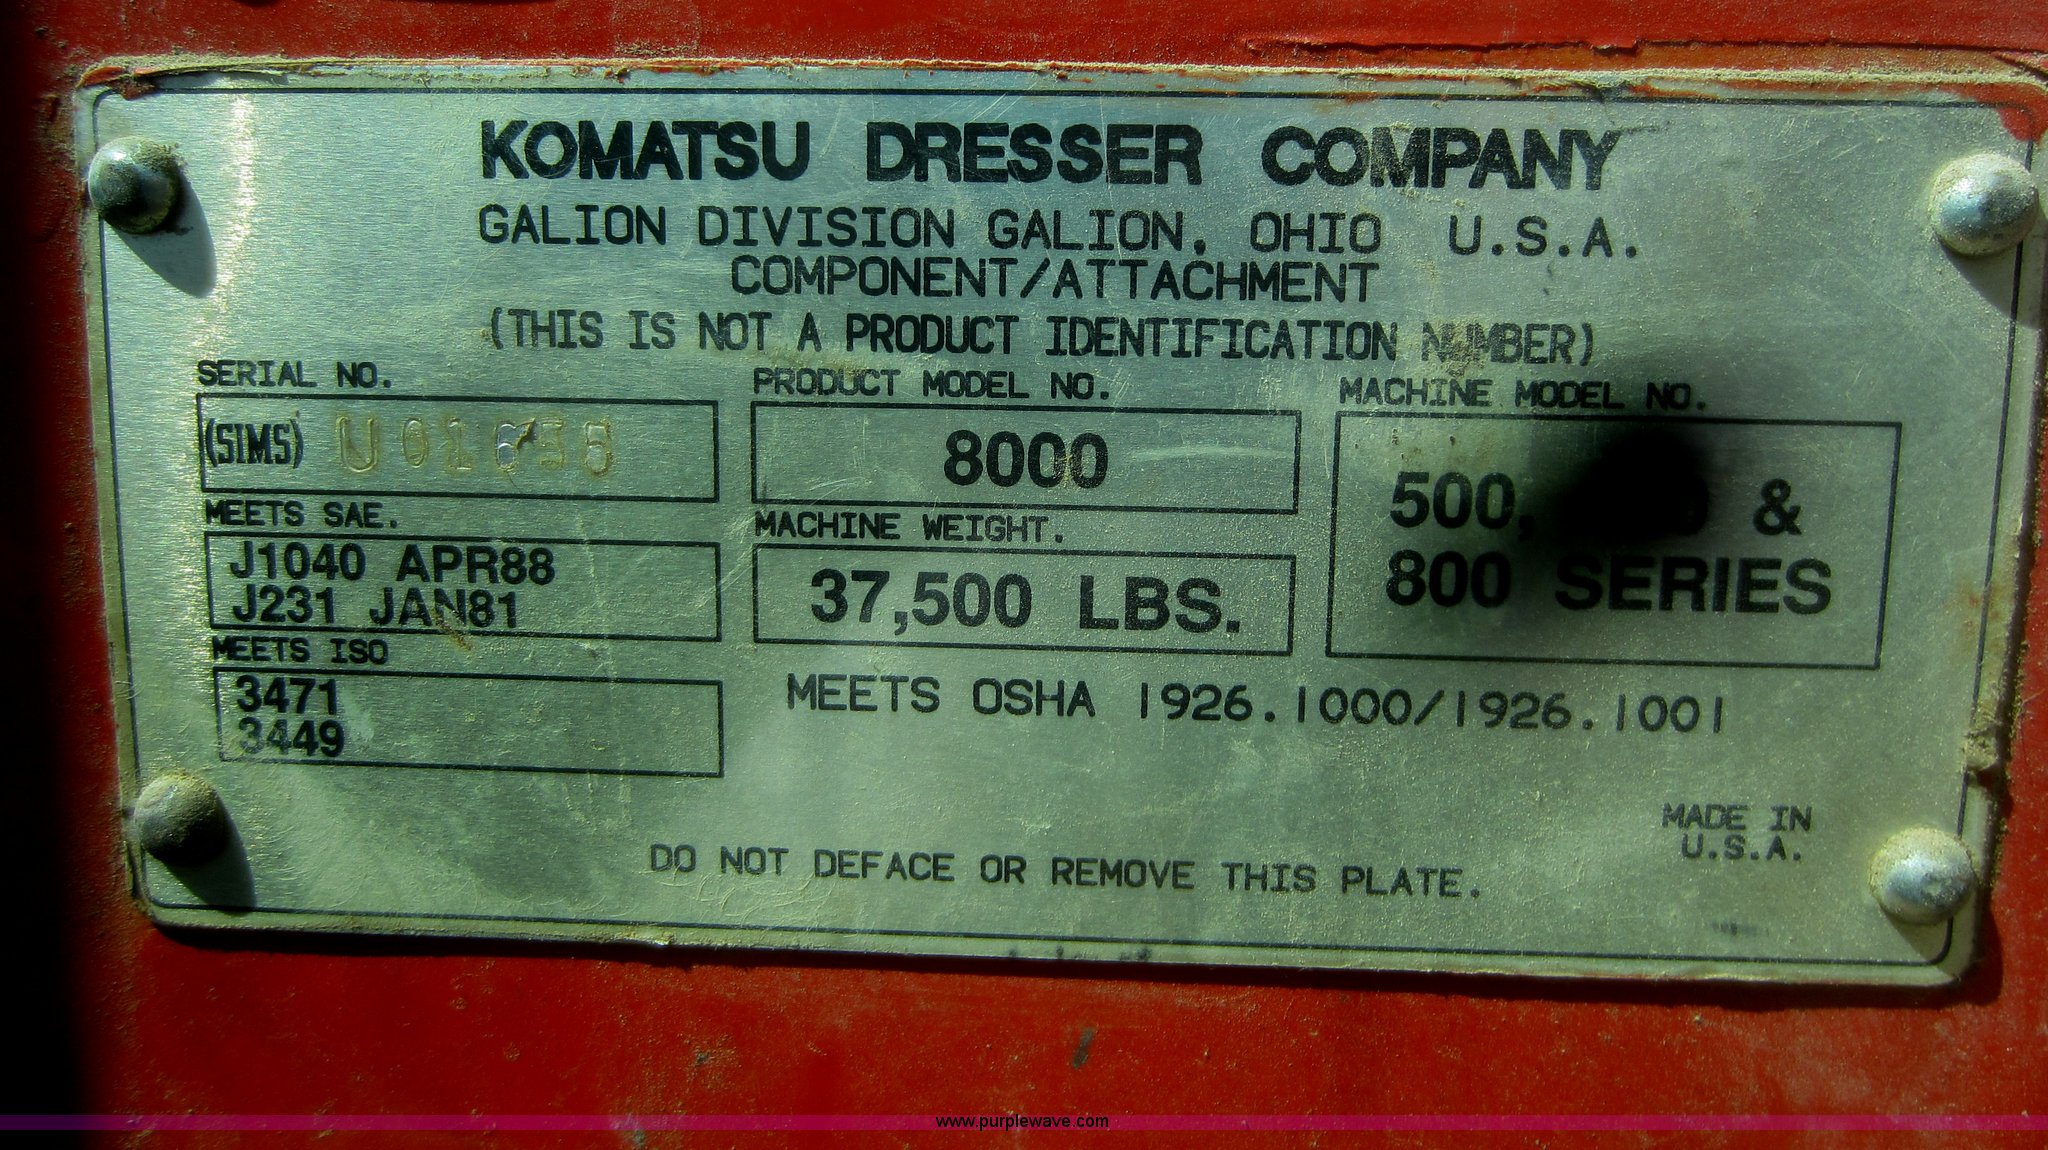 KOMATSU DRESSER COMPANY
GALION DIVISION GALION, OHIO U.S.A.
COMPONENT/ATTACHMENT
(THIS IS NOT A PRODUCT IDENTIFICATION NUMBER)
SERIAL NO.
(SIMS)
PRODUCT MODEL NO.
8000
MACHINE MODEL NO.
500, &
800 SERIES
MEETS SAE.
J1040 APR88
J231 JAN81
MACHINE WEIGHT.
37,500 LBS.
MEETS ISO
3471
3449
MEETS OSHA 1926.1000/1926.1001
MADE IN
U.S.A.
DO NOT DEFACE OR REMOVE THIS PLATE.
www.purplewave.com